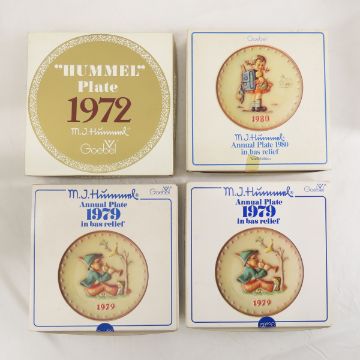 "HUMMEL"
Plate
1972
M.J.Hummel
Goebel
Goebel
1980
M.J.Hummel®
Annual Plate 1980
in bas relief
M.J.Hummel®
Goebel
Annual Plate
1979
in bas relief
1979
M.J.Hummel®
Goebel
Annual Plate
1979
in bas relief
1979